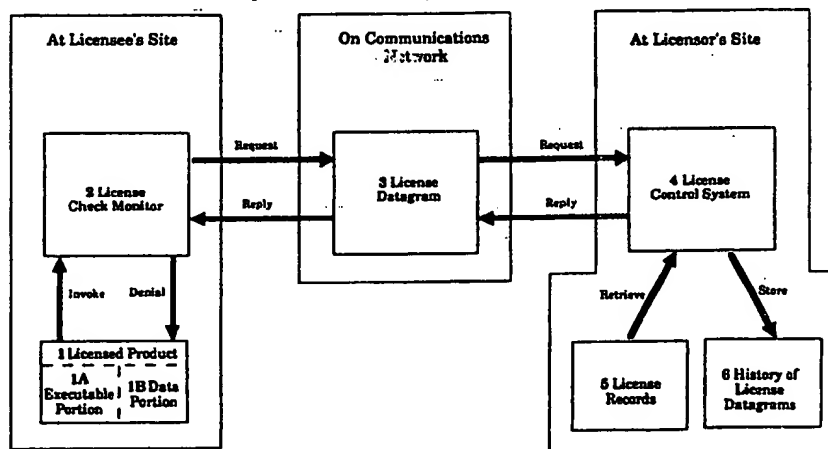 At Licensee's Site
On Communications
Network
At Licensor's Site
Request
Request
2 License
Check Monitor
3 License
Datagram
4 License
Control System
Reply
Reply
Invoke
Denial
Retrieve
Store
1 Licensed Product
1A
Executable
Portion
1B Data
Portion
5 License
Records
6 History of
License
Datagrams